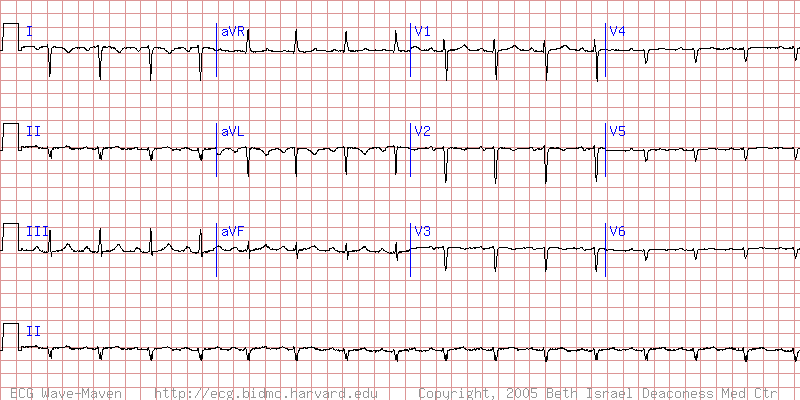 I aVR V1 V4
II aVL V2 V5
III aVF V3 V6
II
ECG Wave-Maven | http://ecg.bidmc.harvard.edu | Copyright, 2005 Beth Israel Deaconess Med Ctr